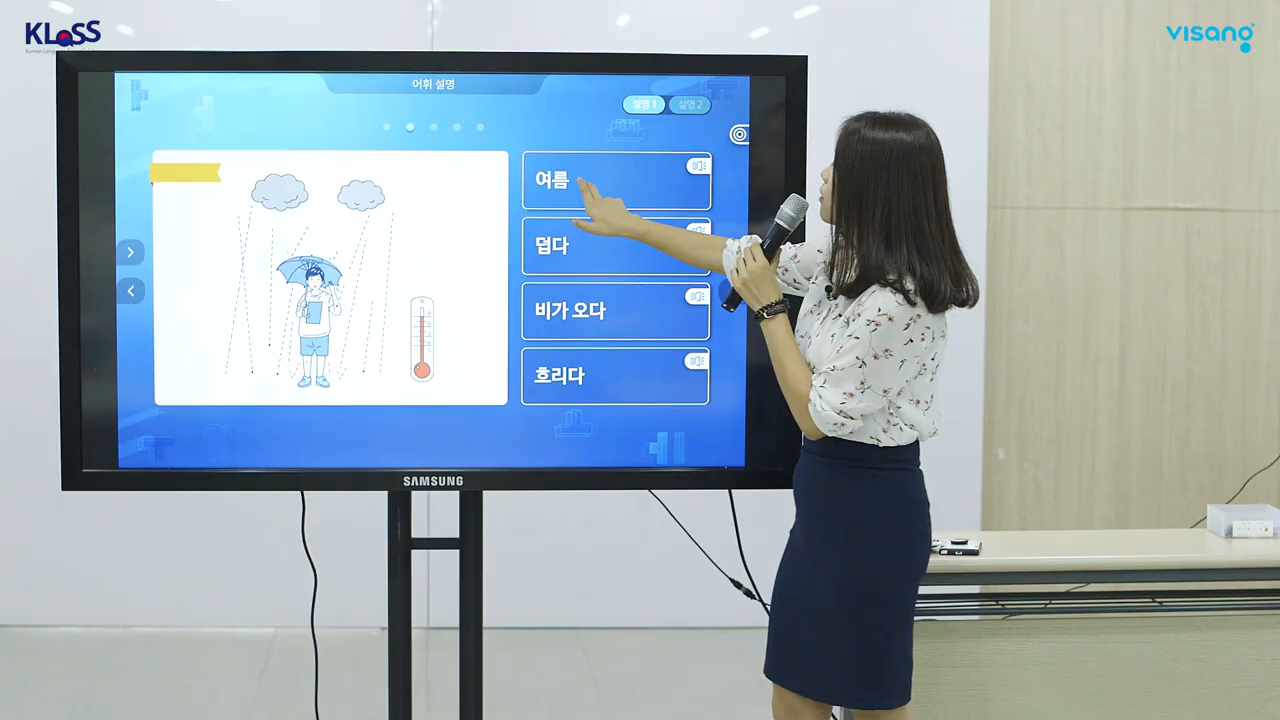 KLaSS
visang
어휘 설명
설명 1
설명 2
여름
덥다
비가 오다
흐리다
SAMSUNG